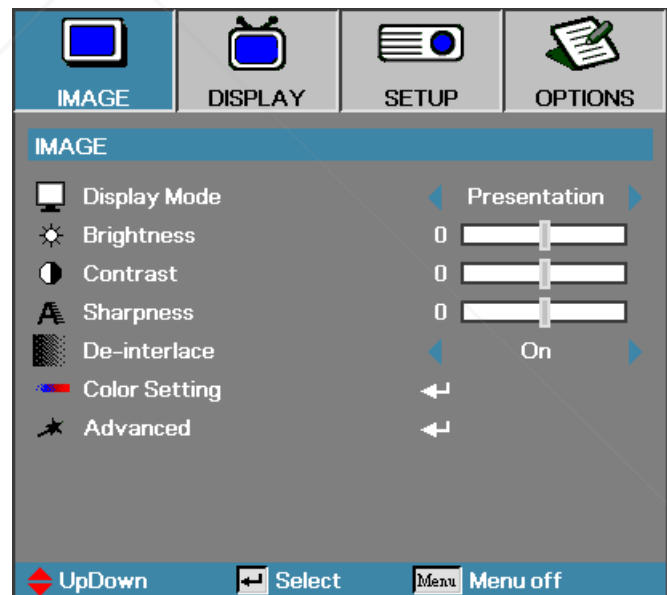 IMAGE DISPLAY SETUP OPTIONS
IMAGE
Display Mode Presentation
Brightness 0
Contrast 0
Sharpness 0
De-interlace On
Color Setting
Advanced
UpDown Select Menu Menu off